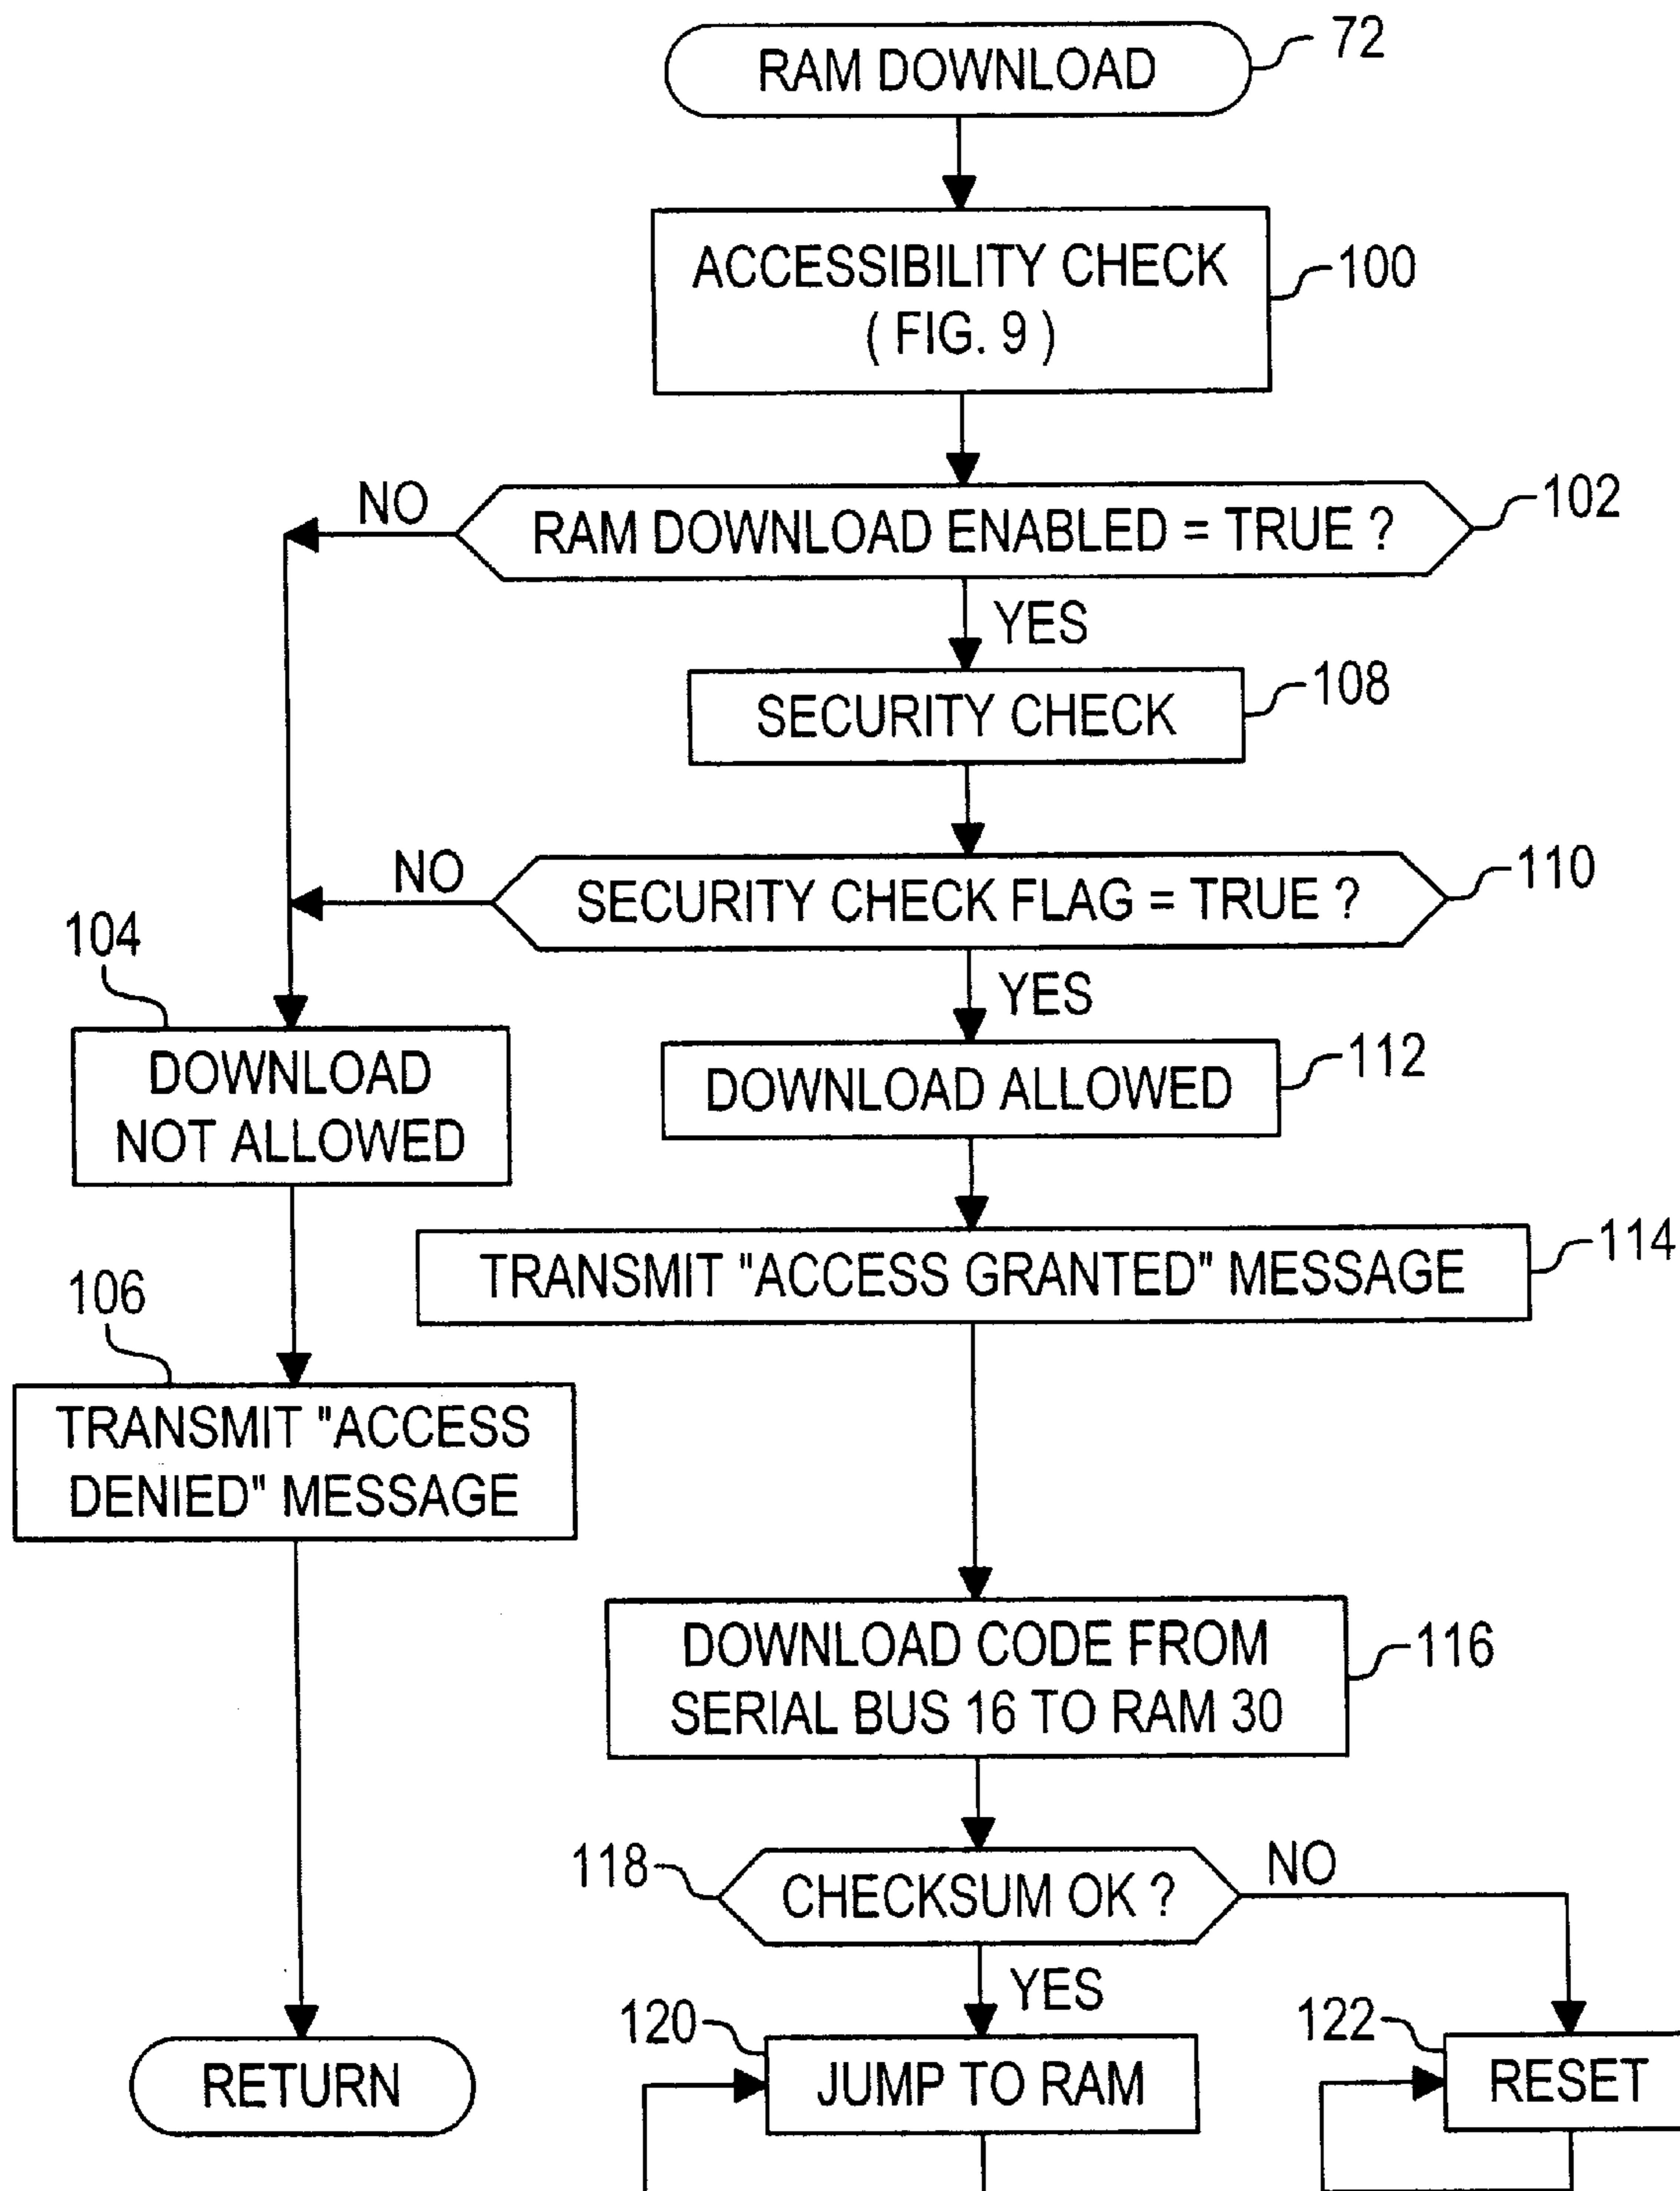 RAM DOWNLOAD
72
ACCESSIBILITY CHECK
( FIG. 9 )
100
NO
RAM DOWNLOAD ENABLED = TRUE ?
102
YES
SECURITY CHECK
108
NO
SECURITY CHECK FLAG = TRUE ?
110
104
YES
DOWNLOAD
NOT ALLOWED
DOWNLOAD ALLOWED
112
TRANSMIT "ACCESS GRANTED" MESSAGE
114
106
TRANSMIT "ACCESS
DENIED" MESSAGE
DOWNLOAD CODE FROM
SERIAL BUS 16 TO RAM 30
116
118
CHECKSUM OK ?
NO
YES
RETURN
120
JUMP TO RAM
122
RESET